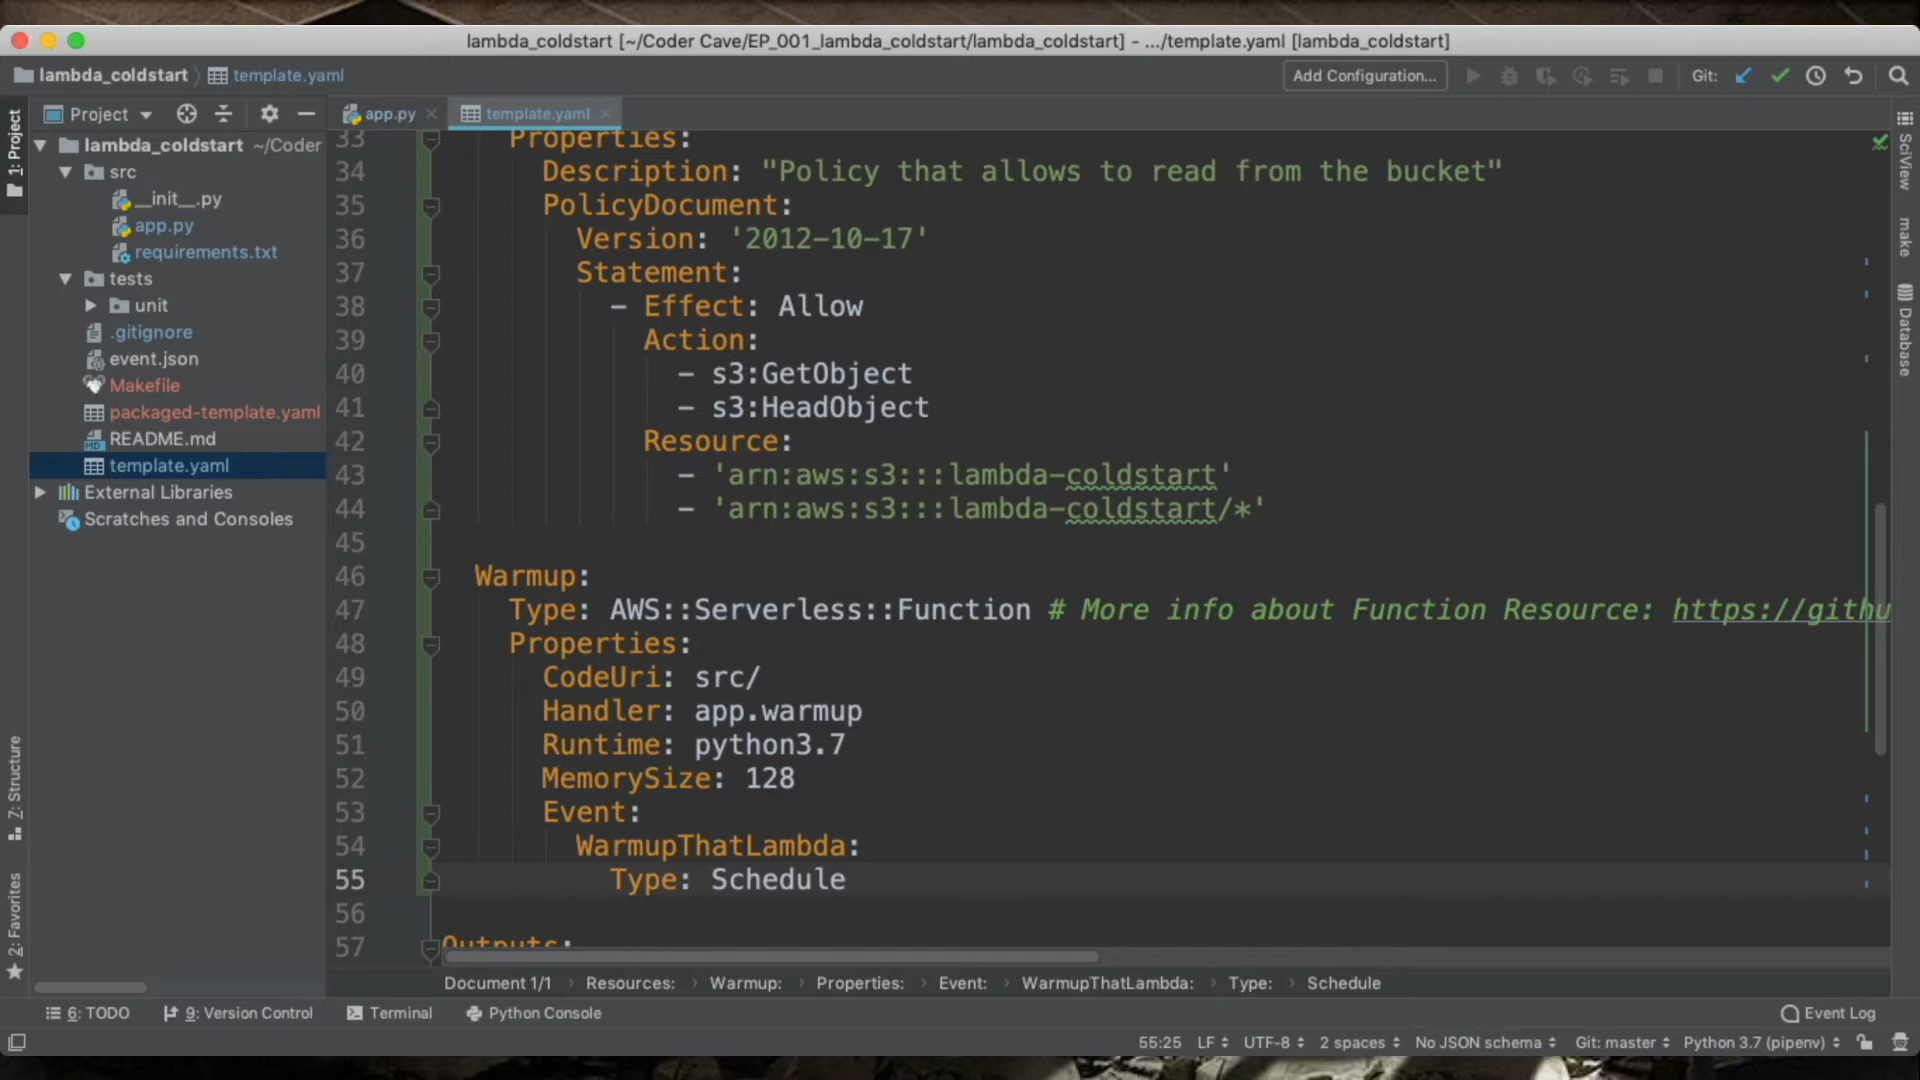 lambda_coldstart [~/Coder Cave/EP_001_lambda_coldstart/lambda_coldstart] - .../template.yaml [lambda_coldstart]
lambda_coldstart template.yaml Add Configuration... Git:
Project app.py template.yaml
lambda_coldstart ~/Coder
src
__init__.py
app.py
requirements.txt
tests
unit
.gitignore
event.json
Makefile
packaged-template.yaml
README.md
template.yaml
External Libraries
Scratches and Consoles
1: Project
7: Structure
2: Favorites
33 Properties:
34 Description: "Policy that allows to read from the bucket"
35 PolicyDocument:
36 Version: '2012-10-17'
37 Statement:
38 - Effect: Allow
39 Action:
40 - s3:GetObject
41 - s3:HeadObject
42 Resource:
43 - 'arn:aws:s3:::lambda-coldstart'
44 - 'arn:aws:s3:::lambda-coldstart/*'
45
46 Warmup:
47 Type: AWS::Serverless::Function # More info about Function Resource: https://githu
48 Properties:
49 CodeUri: src/
50 Handler: app.warmup
51 Runtime: python3.7
52 MemorySize: 128
53 Event:
54 WarmupThatLambda:
55 Type: Schedule
56
57 Outputs:
SciView
make
Database
Document 1/1 Resources: Warmup: Properties: Event: WarmupThatLambda: Type: Schedule
6: TODO 9: Version Control Terminal Python Console Event Log
55:25 LF UTF-8 2 spaces No JSON schema Git: master Python 3.7 (pipenv)